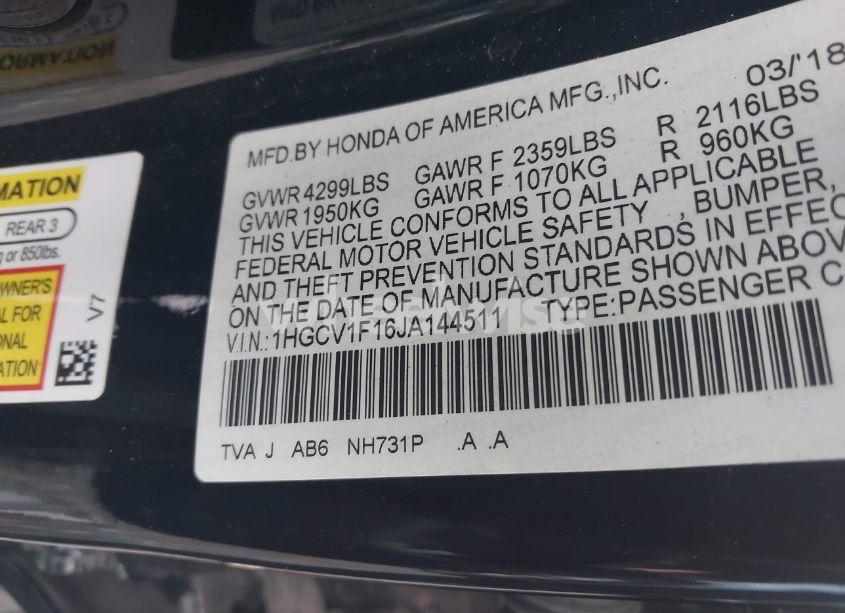 MATION
REAR 3
or 850lbs.
WNER'S
AL FOR
ONAL
ATION
V7
MFD.BY HONDA OF AMERICA MFG.,INC. 03/'18
GVWR 4299LBS GAWR F 2359LBS R 2116LBS
GVWR 1950KG GAWR F 1070KG R 960KG
THIS VEHICLE CONFORMS TO ALL APPLICABLE
FEDERAL MOTOR VEHICLE SAFETY , BUMPER,
AND THEFT PREVENTION STANDARDS IN EFFEC
ON THE DATE OF MANUFACTURE SHOWN ABOV
V.I.N.:1HGCV1F16JA144511 TYPE:PASSENGER C
TVA J AB6 NH731P .A .A